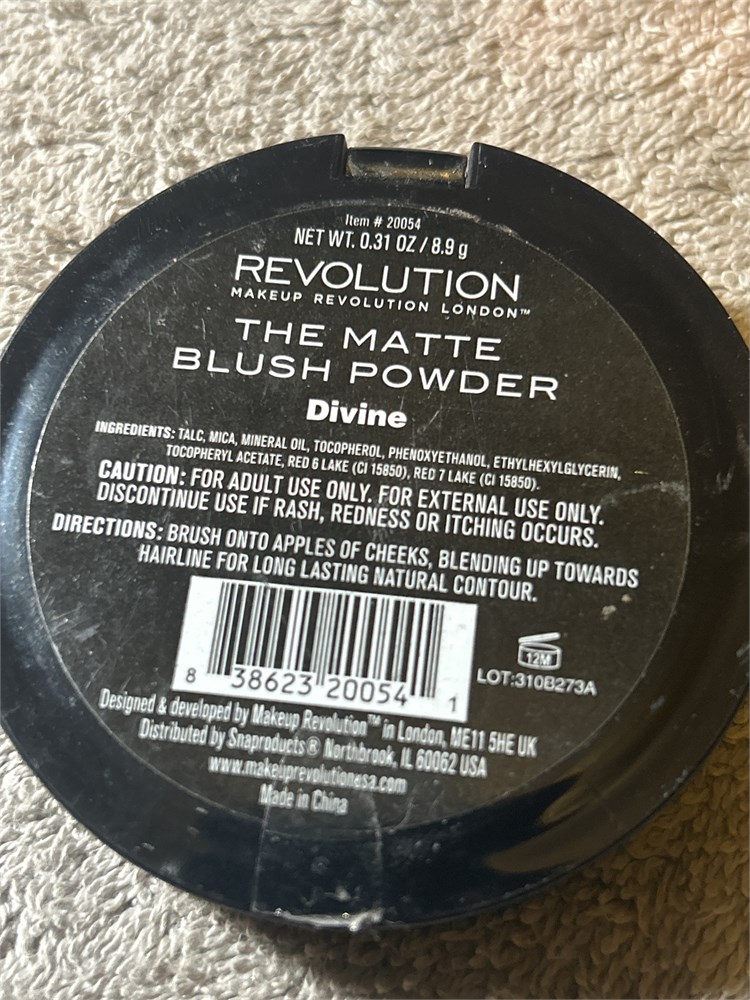 Item # 20054
NET WT. 0.31 OZ / 8.9 g
REVOLUTION
MAKEUP REVOLUTION LONDON™
THE MATTE
BLUSH POWDER
Divine
INGREDIENTS: TALC, MICA, MINERAL OIL, TOCOPHEROL, PHENOXYETHANOL, ETHYLHEXYLGLYCERIN,
TOCOPHERYL ACETATE, RED 6 LAKE (CI 15850), RED 7 LAKE (CI 15850).
CAUTION: FOR ADULT USE ONLY. FOR EXTERNAL USE ONLY.
DISCONTINUE USE IF RASH, REDNESS OR ITCHING OCCURS.
DIRECTIONS: BRUSH ONTO APPLES OF CHEEKS, BLENDING UP TOWARDS
HAIRLINE FOR LONG LASTING NATURAL CONTOUR.
8 38623 20054 1
12M
LOT:310B273A
Designed & developed by Makeup Revolution™ in London, ME11 5HE UK
Distributed by Snaproducts® Northbrook, IL 60062 USA
www.makeuprevolutionusa.com
Made in China